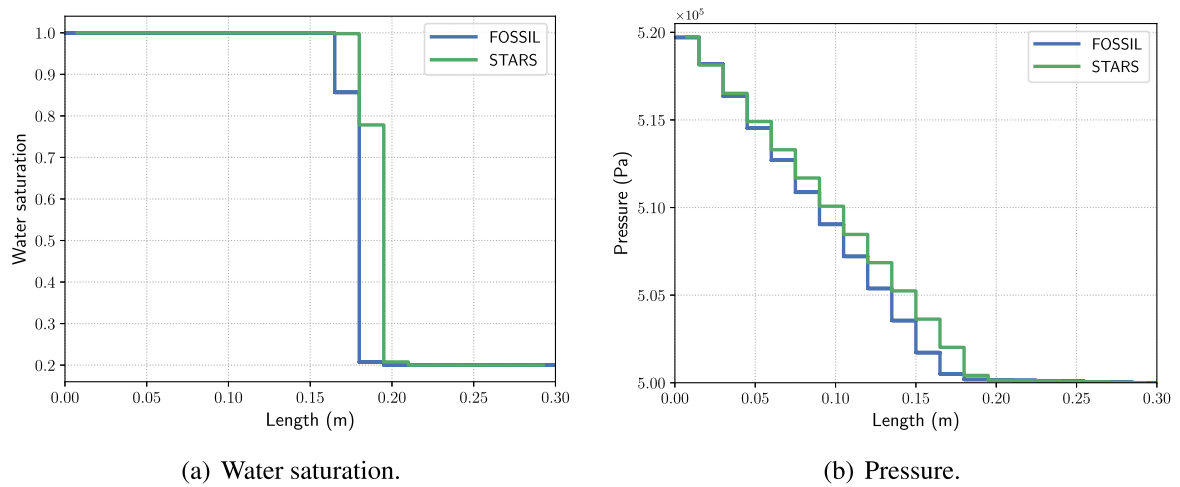 FOSSIL
STARS
1.0
0.9
0.8
0.7
0.6
0.5
0.4
0.3
0.2
Water saturation
0.00 0.05 0.10 0.15 0.20 0.25 0.30
Length (m)
(a) Water saturation.
×10⁵
FOSSIL
STARS
5.20
5.15
5.10
5.05
5.00
Pressure (Pa)
0.00 0.05 0.10 0.15 0.20 0.25 0.30
Length (m)
(b) Pressure.